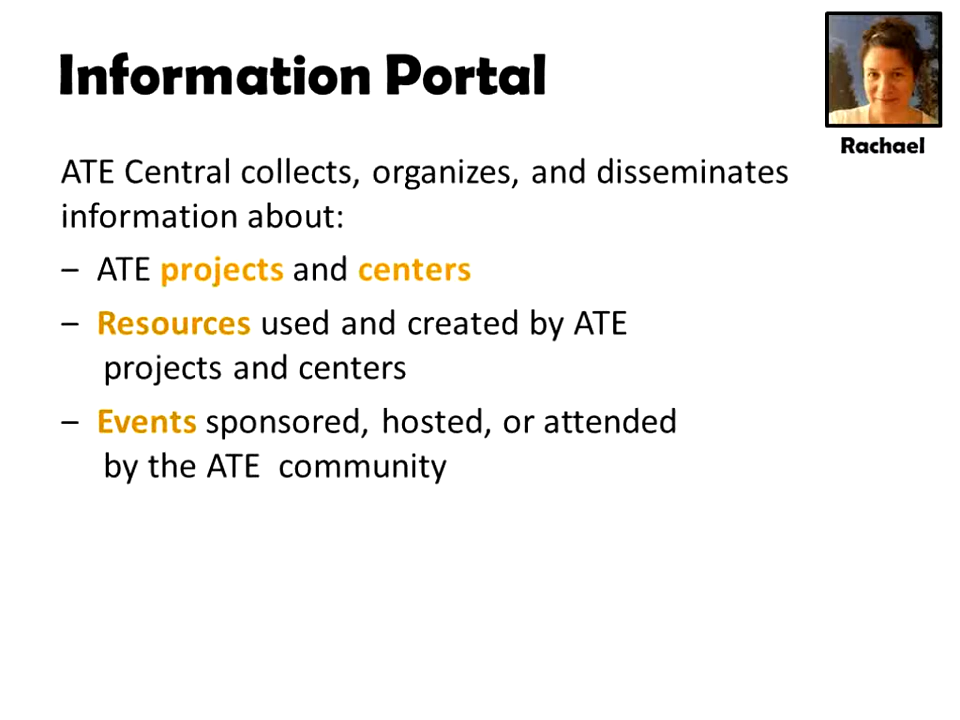 Information Portal
Rachael
ATE Central collects, organizes, and disseminates
information about:
– ATE projects and centers
– Resources used and created by ATE
projects and centers
– Events sponsored, hosted, or attended
by the ATE  community